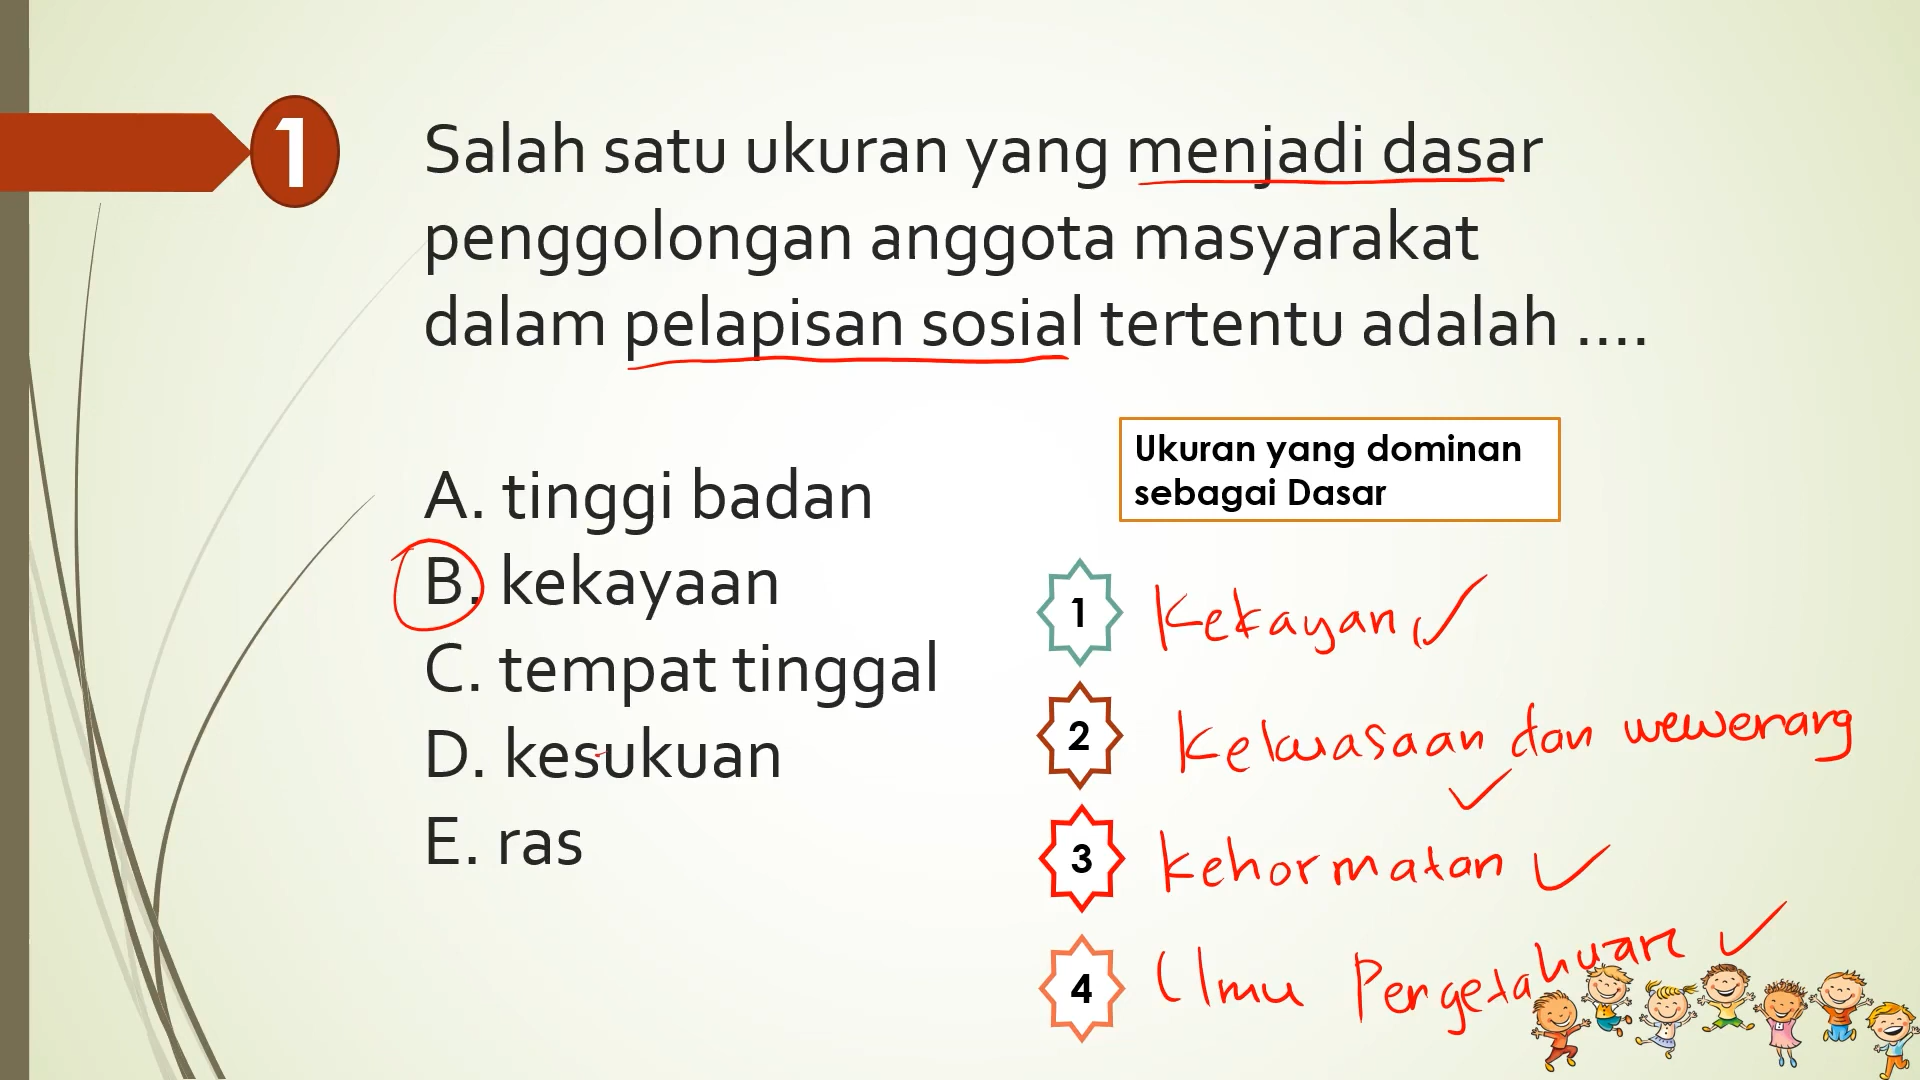 1
Salah satu ukuran yang menjadi dasar
penggolongan anggota masyarakat
dalam pelapisan sosial tertentu adalah ....
A. tinggi badan
B. kekayaan
C. tempat tinggal
D. kesukuan
E. ras
Ukuran yang dominan
sebagai Dasar
1 Kekayan
2 Kekuasaan dan wewenang
3 kehormatan
4 Ilmu Pengetahuan